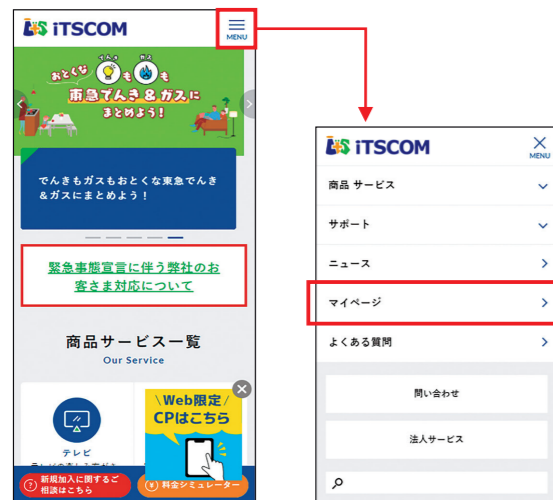 iTSCOM
MENU
でんき ガス
おとくな も も
東急でんき&ガスに
まとめよう!
でんきもガスもおとくな東急でんき
&ガスにまとめよう!
緊急事態宣言に伴う弊社のお
客さま対応について
商品サービス一覧
Our Service
テレビ
Web限定
CPはこちら
新規加入に関するご
相談はこちら
料金シミュレーター
iTSCOM
MENU
商品 サービス
サポート
ニュース
マイページ
よくある質問
問い合わせ
法人サービス